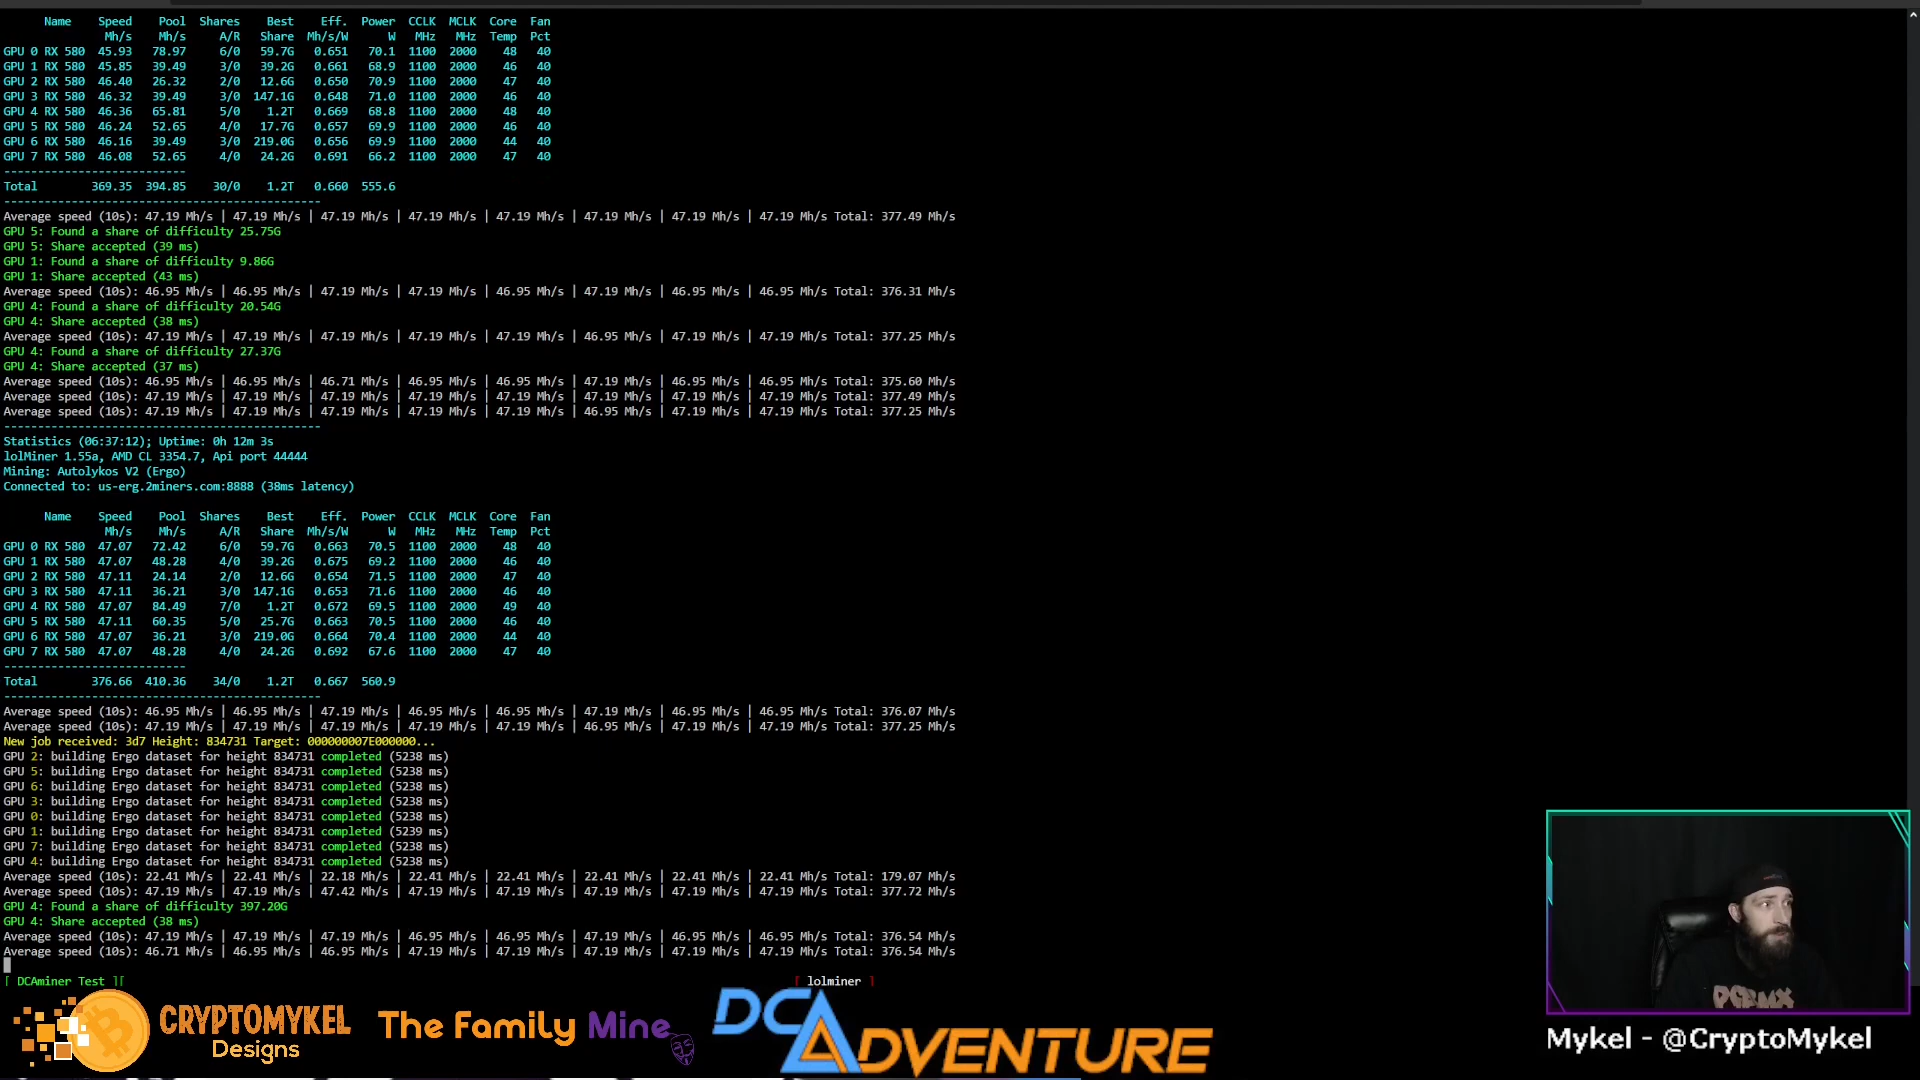 Name Speed Pool Shares Best Eff. Power CCLK MCLK Core Fan
Mh/s Mh/s A/R Share Mh/s/W W MHz MHz Temp Pct
GPU 0 RX 580 45.93 78.97 6/0 59.7G 0.651 70.1 1100 2000 48 40
GPU 1 RX 580 45.85 39.49 3/0 39.2G 0.661 68.9 1100 2000 46 40
GPU 2 RX 580 46.40 26.32 2/0 12.6G 0.650 70.9 1100 2000 47 40
GPU 3 RX 580 46.32 39.49 3/0 147.1G 0.648 71.0 1100 2000 46 40
GPU 4 RX 580 46.36 65.81 5/0 1.2T 0.669 68.8 1100 2000 48 40
GPU 5 RX 580 46.24 52.65 4/0 17.7G 0.657 69.9 1100 2000 46 40
GPU 6 RX 580 46.16 39.49 3/0 219.0G 0.656 69.9 1100 2000 44 40
GPU 7 RX 580 46.08 52.65 4/0 24.2G 0.691 66.2 1100 2000 47 40
---------------------------
Total 369.35 394.85 30/0 1.2T 0.660 555.6
-----------------------------------------------
Average speed (10s): 47.19 Mh/s | 47.19 Mh/s | 47.19 Mh/s | 47.19 Mh/s | 47.19 Mh/s | 47.19 Mh/s | 47.19 Mh/s | 47.19 Mh/s Total: 377.49 Mh/s
GPU 5: Found a share of difficulty 25.75G
GPU 5: Share accepted (39 ms)
GPU 1: Found a share of difficulty 9.86G
GPU 1: Share accepted (43 ms)
Average speed (10s): 46.95 Mh/s | 46.95 Mh/s | 47.19 Mh/s | 47.19 Mh/s | 46.95 Mh/s | 47.19 Mh/s | 46.95 Mh/s | 46.95 Mh/s Total: 376.31 Mh/s
GPU 4: Found a share of difficulty 20.54G
GPU 4: Share accepted (38 ms)
Average speed (10s): 47.19 Mh/s | 47.19 Mh/s | 47.19 Mh/s | 47.19 Mh/s | 47.19 Mh/s | 46.95 Mh/s | 47.19 Mh/s | 47.19 Mh/s Total: 377.25 Mh/s
GPU 4: Found a share of difficulty 27.37G
GPU 4: Share accepted (37 ms)
Average speed (10s): 46.95 Mh/s | 46.95 Mh/s | 46.71 Mh/s | 46.95 Mh/s | 46.95 Mh/s | 47.19 Mh/s | 46.95 Mh/s | 46.95 Mh/s Total: 375.60 Mh/s
Average speed (10s): 47.19 Mh/s | 47.19 Mh/s | 47.19 Mh/s | 47.19 Mh/s | 47.19 Mh/s | 47.19 Mh/s | 47.19 Mh/s | 47.19 Mh/s Total: 377.49 Mh/s
Average speed (10s): 47.19 Mh/s | 47.19 Mh/s | 47.19 Mh/s | 47.19 Mh/s | 47.19 Mh/s | 46.95 Mh/s | 47.19 Mh/s | 47.19 Mh/s Total: 377.25 Mh/s
-----------------------------------------------
Statistics (06:37:12); Uptime: 0h 12m 3s
lolMiner 1.55a, AMD CL 3354.7, Api port 44444
Mining: Autolykos V2 (Ergo)
Connected to: us-erg.2miners.com:8888 (38ms latency)
Name Speed Pool Shares Best Eff. Power CCLK MCLK Core Fan
Mh/s Mh/s A/R Share Mh/s/W W MHz MHz Temp Pct
GPU 0 RX 580 47.07 72.42 6/0 59.7G 0.663 70.5 1100 2000 48 40
GPU 1 RX 580 47.07 48.28 4/0 39.2G 0.675 69.2 1100 2000 46 40
GPU 2 RX 580 47.11 24.14 2/0 12.6G 0.654 71.5 1100 2000 47 40
GPU 3 RX 580 47.11 36.21 3/0 147.1G 0.653 71.6 1100 2000 46 40
GPU 4 RX 580 47.07 84.49 7/0 1.2T 0.672 69.5 1100 2000 49 40
GPU 5 RX 580 47.11 60.35 5/0 25.7G 0.663 70.5 1100 2000 46 40
GPU 6 RX 580 47.07 36.21 3/0 219.0G 0.664 70.4 1100 2000 44 40
GPU 7 RX 580 47.07 48.28 4/0 24.2G 0.692 67.6 1100 2000 47 40
---------------------------
Total 376.66 410.36 34/0 1.2T 0.667 560.9
-----------------------------------------------
Average speed (10s): 46.95 Mh/s | 46.95 Mh/s | 47.19 Mh/s | 46.95 Mh/s | 46.95 Mh/s | 47.19 Mh/s | 46.95 Mh/s | 46.95 Mh/s Total: 376.07 Mh/s
Average speed (10s): 47.19 Mh/s | 47.19 Mh/s | 47.19 Mh/s | 47.19 Mh/s | 47.19 Mh/s | 46.95 Mh/s | 47.19 Mh/s | 47.19 Mh/s Total: 377.25 Mh/s
New job received: 3d7 Height: 834731 Target: 000000007E000000...
GPU 2: building Ergo dataset for height 834731 completed (5238 ms)
GPU 5: building Ergo dataset for height 834731 completed (5238 ms)
GPU 6: building Ergo dataset for height 834731 completed (5238 ms)
GPU 3: building Ergo dataset for height 834731 completed (5238 ms)
GPU 0: building Ergo dataset for height 834731 completed (5238 ms)
GPU 1: building Ergo dataset for height 834731 completed (5239 ms)
GPU 7: building Ergo dataset for height 834731 completed (5238 ms)
GPU 4: building Ergo dataset for height 834731 completed (5238 ms)
Average speed (10s): 22.41 Mh/s | 22.41 Mh/s | 22.18 Mh/s | 22.41 Mh/s | 22.41 Mh/s | 22.41 Mh/s | 22.41 Mh/s | 22.41 Mh/s Total: 179.07 Mh/s
Average speed (10s): 47.19 Mh/s | 47.19 Mh/s | 47.42 Mh/s | 47.19 Mh/s | 47.19 Mh/s | 47.19 Mh/s | 47.19 Mh/s | 47.19 Mh/s Total: 377.72 Mh/s
GPU 4: Found a share of difficulty 397.20G
GPU 4: Share accepted (38 ms)
Average speed (10s): 47.19 Mh/s | 47.19 Mh/s | 47.19 Mh/s | 46.95 Mh/s | 46.95 Mh/s | 47.19 Mh/s | 46.95 Mh/s | 46.95 Mh/s Total: 376.54 Mh/s
Average speed (10s): 46.71 Mh/s | 46.95 Mh/s | 46.95 Mh/s | 47.19 Mh/s | 47.19 Mh/s | 47.19 Mh/s | 47.19 Mh/s | 47.19 Mh/s Total: 376.54 Mh/s
[ DCAminer Test ][ [ lolminer ]
CRYPTOMYKEL
Designs
The Family Mine
DCADVENTURE
Mykel - @CryptoMykel